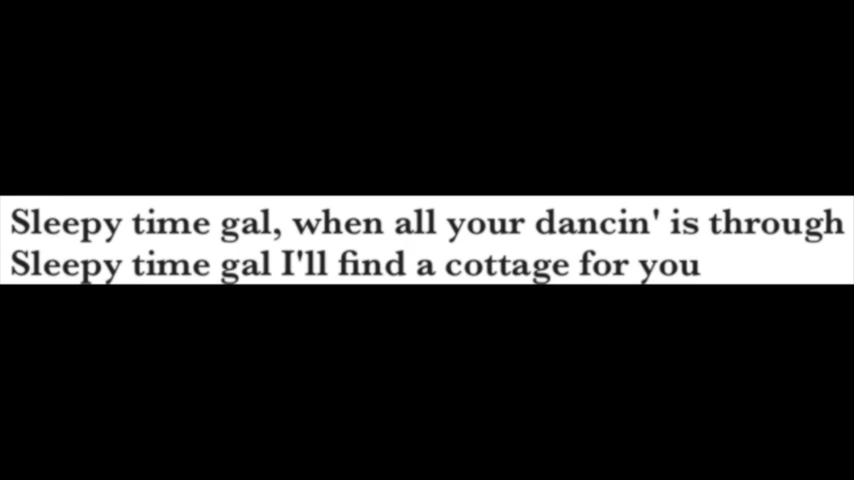 Sleepy time gal, when all your dancin' is through
Sleepy time gal I'll find a cottage for you